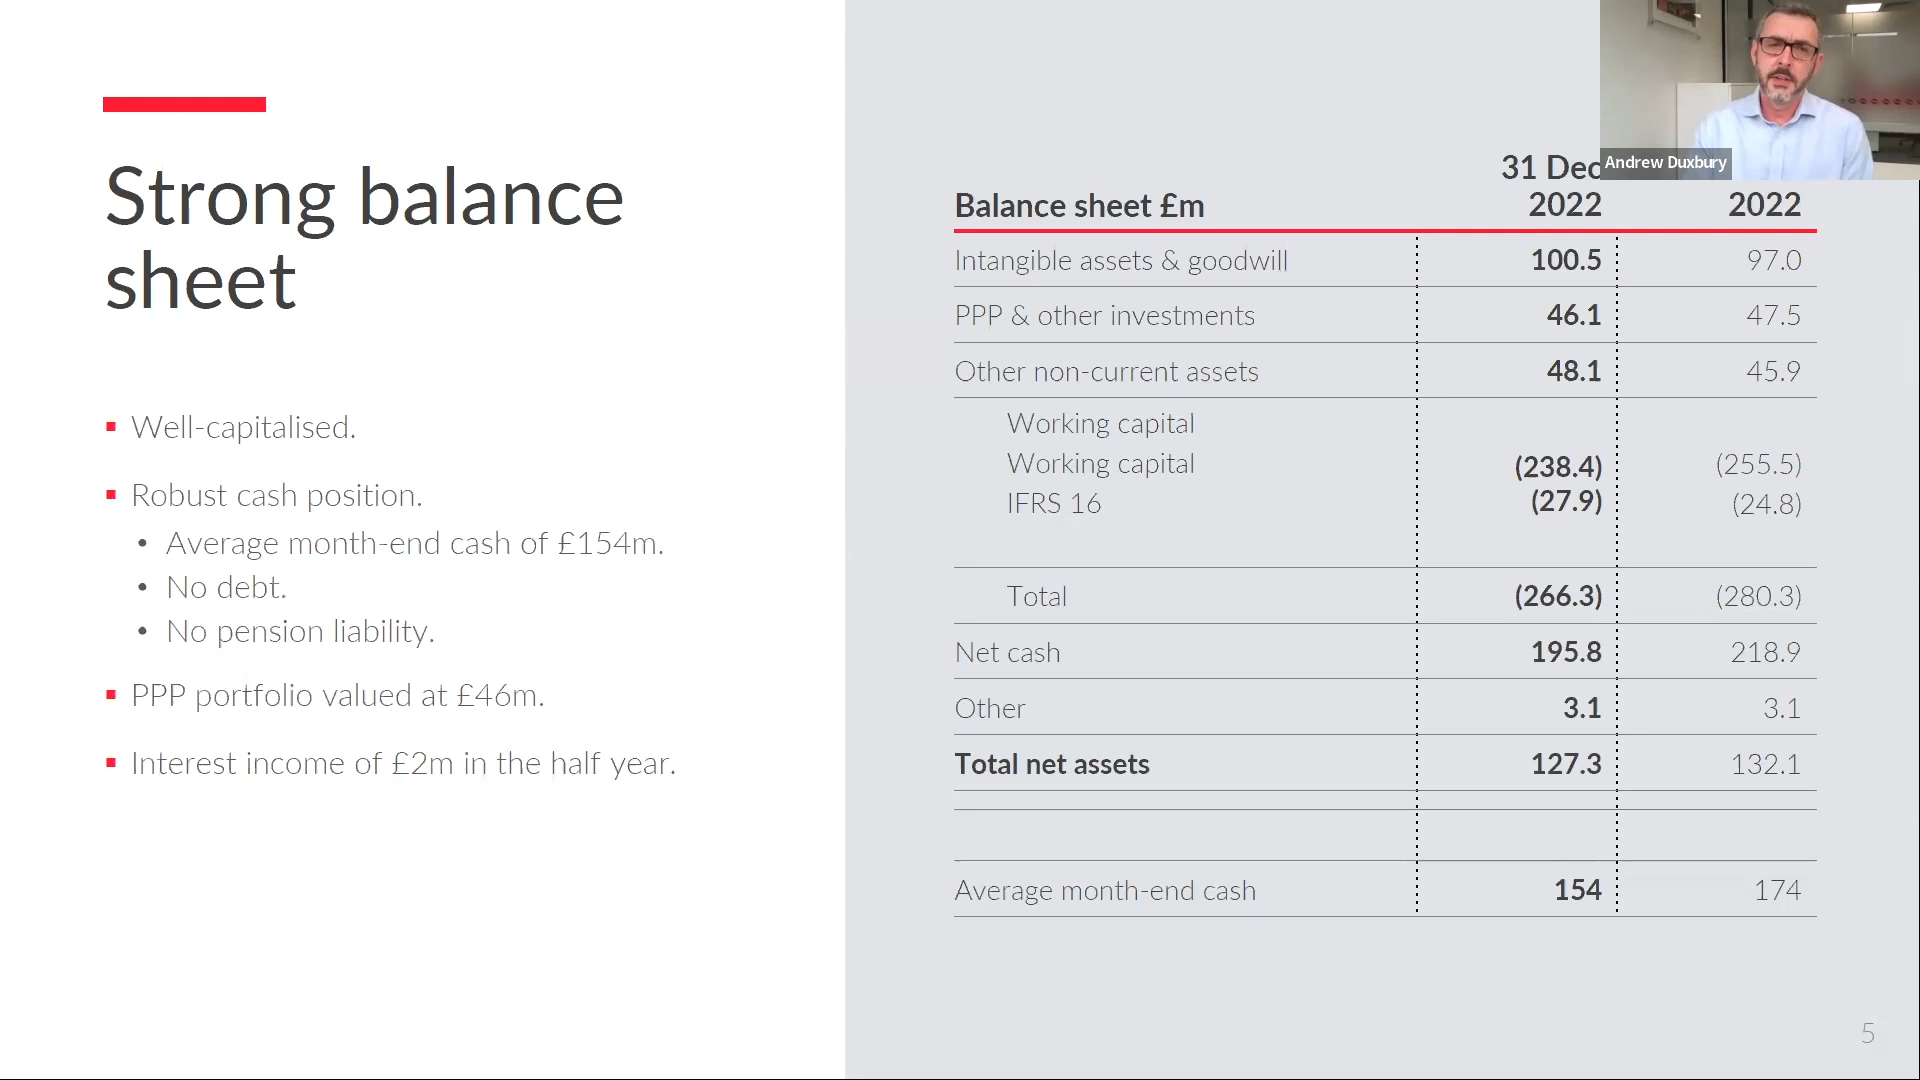 Strong balance
sheet
Well-capitalised.
Robust cash position.
Average month-end cash of £154m.
No debt.
No pension liability.
PPP portfolio valued at £46m.
Interest income of £2m in the half year.
Andrew Duxbury
31 Dec
Balance sheet £m 2022 2022
Intangible assets & goodwill 100.5 97.0
PPP & other investments 46.1 47.5
Other non-current assets 48.1 45.9
Working capital
Working capital (238.4) (255.5)
IFRS 16 (27.9) (24.8)
Total (266.3) (280.3)
Net cash 195.8 218.9
Other 3.1 3.1
Total net assets 127.3 132.1
Average month-end cash 154 174
5